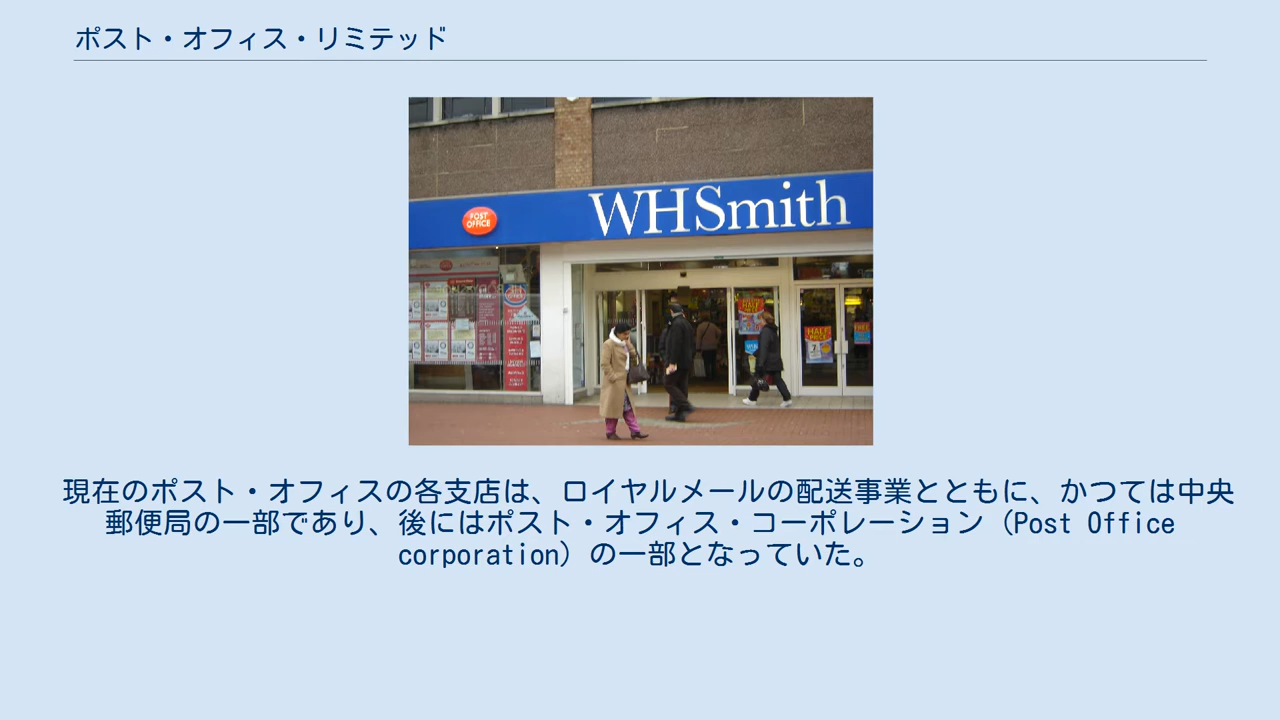 ポスト・オフィス・リミテッド
POST
OFFICE
WHSmith
HALF
PRICE
FREE
現在のポスト・オフィスの各支店は、ロイヤルメールの配送事業とともに、かつては中央
郵便局の一部であり、後にはポスト・オフィス・コーポレーション（Post Office
corporation）の一部となっていた。